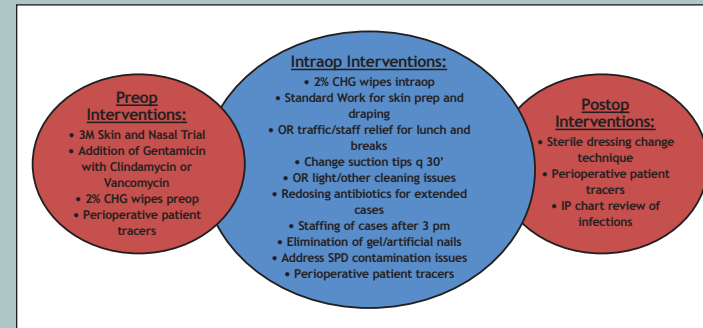 Preop
Interventions:
• 3M Skin and Nasal Trial
• Addition of Gentamicin
with Clindamycin or
Vancomycin
• 2% CHG wipes preop
• Perioperative patient
tracers
Intraop Interventions:
• 2% CHG wipes intraop
• Standard Work for skin prep and
draping
• OR traffic/staff relief for lunch and
breaks
• Change suction tips q 30’
• OR light/other cleaning issues
• Redosing antibiotics for extended
cases
• Staffing of cases after 3 pm
• Elimination of gel/artificial nails
• Address SPD contamination issues
• Perioperative patient tracers
Postop
Interventions:
• Sterile dressing change
technique
• Perioperative patient
tracers
• IP chart review of
infections